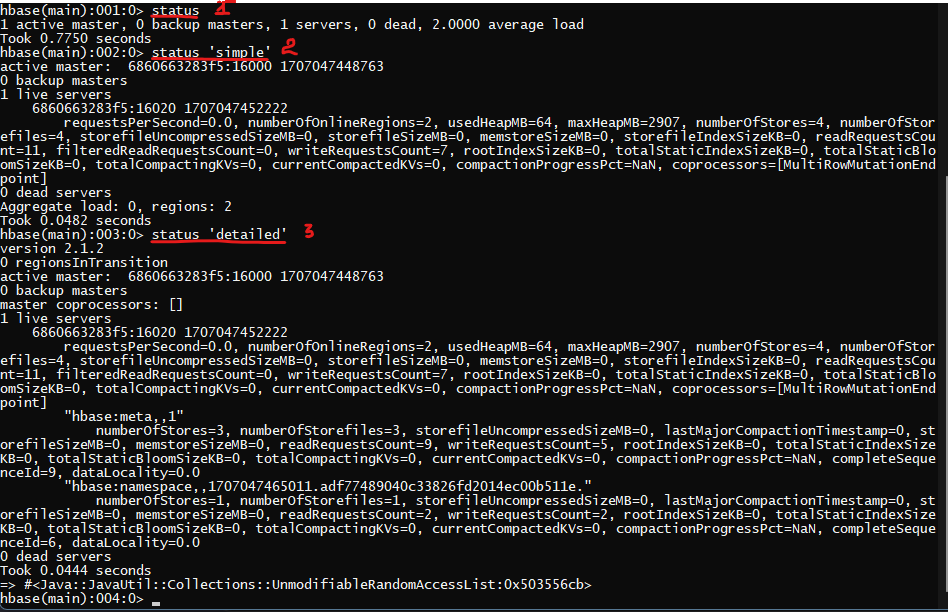 hbase(main):001:0> status 1
1 active master, 0 backup masters, 1 servers, 0 dead, 2.0000 average load
Took 0.7750 seconds
hbase(main):002:0> status 'simple' 2
active master:  6860663283f5:16000 1707047448763
0 backup masters
1 live servers
    6860663283f5:16020 1707047452222
        requestsPerSecond=0.0, numberOfOnlineRegions=2, usedHeapMB=64, maxHeapMB=2907, numberOfStores=4, numberOfStor
efiles=4, storefileUncompressedSizeMB=0, storefileSizeMB=0, memstoreSizeMB=0, storefileIndexSizeKB=0, readRequestsCou
nt=11, filteredReadRequestsCount=0, writeRequestsCount=7, rootIndexSizeKB=0, totalStaticIndexSizeKB=0, totalStaticBlo
omSizeKB=0, totalCompactingKVs=0, currentCompactedKVs=0, compactionProgressPct=NaN, coprocessors=[MultiRowMutationEnd
point]
0 dead servers
Aggregate load: 0, regions: 2
Took 0.0482 seconds
hbase(main):003:0> status 'detailed' 3
version 2.1.2
0 regionsInTransition
active master:  6860663283f5:16000 1707047448763
0 backup masters
master coprocessors: []
1 live servers
    6860663283f5:16020 1707047452222
        requestsPerSecond=0.0, numberOfOnlineRegions=2, usedHeapMB=64, maxHeapMB=2907, numberOfStores=4, numberOfStor
efiles=4, storefileUncompressedSizeMB=0, storefileSizeMB=0, memstoreSizeMB=0, storefileIndexSizeKB=0, readRequestsCou
nt=11, filteredReadRequestsCount=0, writeRequestsCount=7, rootIndexSizeKB=0, totalStaticIndexSizeKB=0, totalStaticBlo
omSizeKB=0, totalCompactingKVs=0, currentCompactedKVs=0, compactionProgressPct=NaN, coprocessors=[MultiRowMutationEnd
point]
        "hbase:meta,,1"
            numberOfStores=3, numberOfStorefiles=3, storefileUncompressedSizeMB=0, lastMajorCompactionTimestamp=0, st
orefileSizeMB=0, memstoreSizeMB=0, readRequestsCount=9, writeRequestsCount=5, rootIndexSizeKB=0, totalStaticIndexSize
KB=0, totalStaticBloomSizeKB=0, totalCompactingKVs=0, currentCompactedKVs=0, compactionProgressPct=NaN, completeSeque
nceId=9, dataLocality=0.0
        "hbase:namespace,,1707047465011.adf77489040c33826fd2014ec00b511e."
            numberOfStores=1, numberOfStorefiles=1, storefileUncompressedSizeMB=0, lastMajorCompactionTimestamp=0, st
orefileSizeMB=0, memstoreSizeMB=0, readRequestsCount=2, writeRequestsCount=2, rootIndexSizeKB=0, totalStaticIndexSize
KB=0, totalStaticBloomSizeKB=0, totalCompactingKVs=0, currentCompactedKVs=0, compactionProgressPct=NaN, completeSeque
nceId=6, dataLocality=0.0
0 dead servers
Took 0.0444 seconds
=> #<Java::JavaUtil::Collections::UnmodifiableRandomAccessList:0x503556cb>
hbase(main):004:0>